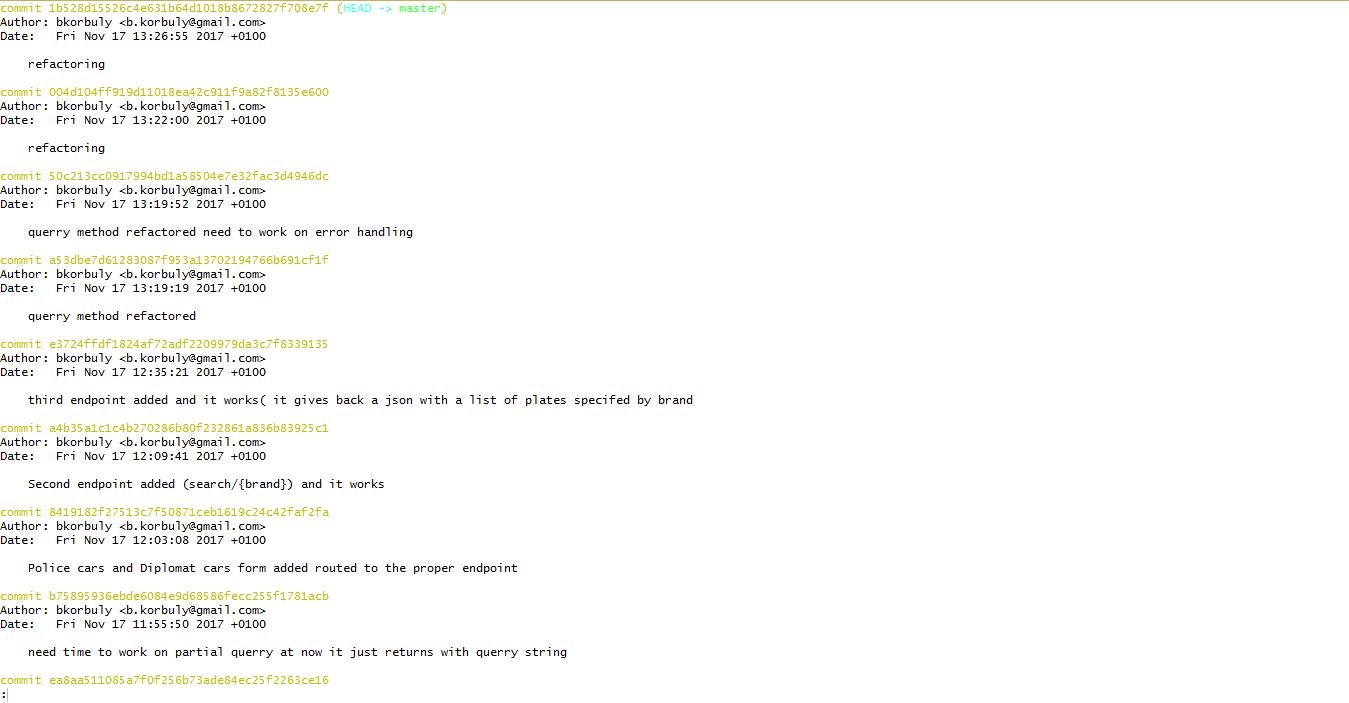 commit 1b528d15526c4e631b64d1018b8672827f708e7f (HEAD -> master)
Author: bkorbuly <b.korbuly@gmail.com>
Date:   Fri Nov 17 13:26:55 2017 +0100
refactoring
commit 004d104ff919d11018ea42c911f9a82f8135e600
Author: bkorbuly <b.korbuly@gmail.com>
Date:   Fri Nov 17 13:22:00 2017 +0100
refactoring
commit 50c213cc0917994bd1a58504e7e32fac3d4946dc
Author: bkorbuly <b.korbuly@gmail.com>
Date:   Fri Nov 17 13:19:52 2017 +0100
querry method refactored need to work on error handling
commit a53dbe7d61283087f953a13702194766b691cf1f
Author: bkorbuly <b.korbuly@gmail.com>
Date:   Fri Nov 17 13:19:19 2017 +0100
querry method refactored
commit e3724ffdf1824af72adf2209979da3c7f8339135
Author: bkorbuly <b.korbuly@gmail.com>
Date:   Fri Nov 17 12:35:21 2017 +0100
third endpoint added and it works( it gives back a json with a list of plates specifed by brand
commit a4b35a1c1c4b270286b80f232861a836b83925c1
Author: bkorbuly <b.korbuly@gmail.com>
Date:   Fri Nov 17 12:09:41 2017 +0100
Second endpoint added (search/{brand}) and it works
commit 8419182f27513c7f50871ceb1619c24c42faf2fa
Author: bkorbuly <b.korbuly@gmail.com>
Date:   Fri Nov 17 12:03:08 2017 +0100
Police cars and Diplomat cars form added routed to the proper endpoint
commit b75895936ebde6084e9d68586fecc255f1781acb
Author: bkorbuly <b.korbuly@gmail.com>
Date:   Fri Nov 17 11:55:50 2017 +0100
need time to work on partial querry at now it just returns with querry string
commit ea8aa511085a7f0f256b73ade84ec25f2263ce16
: